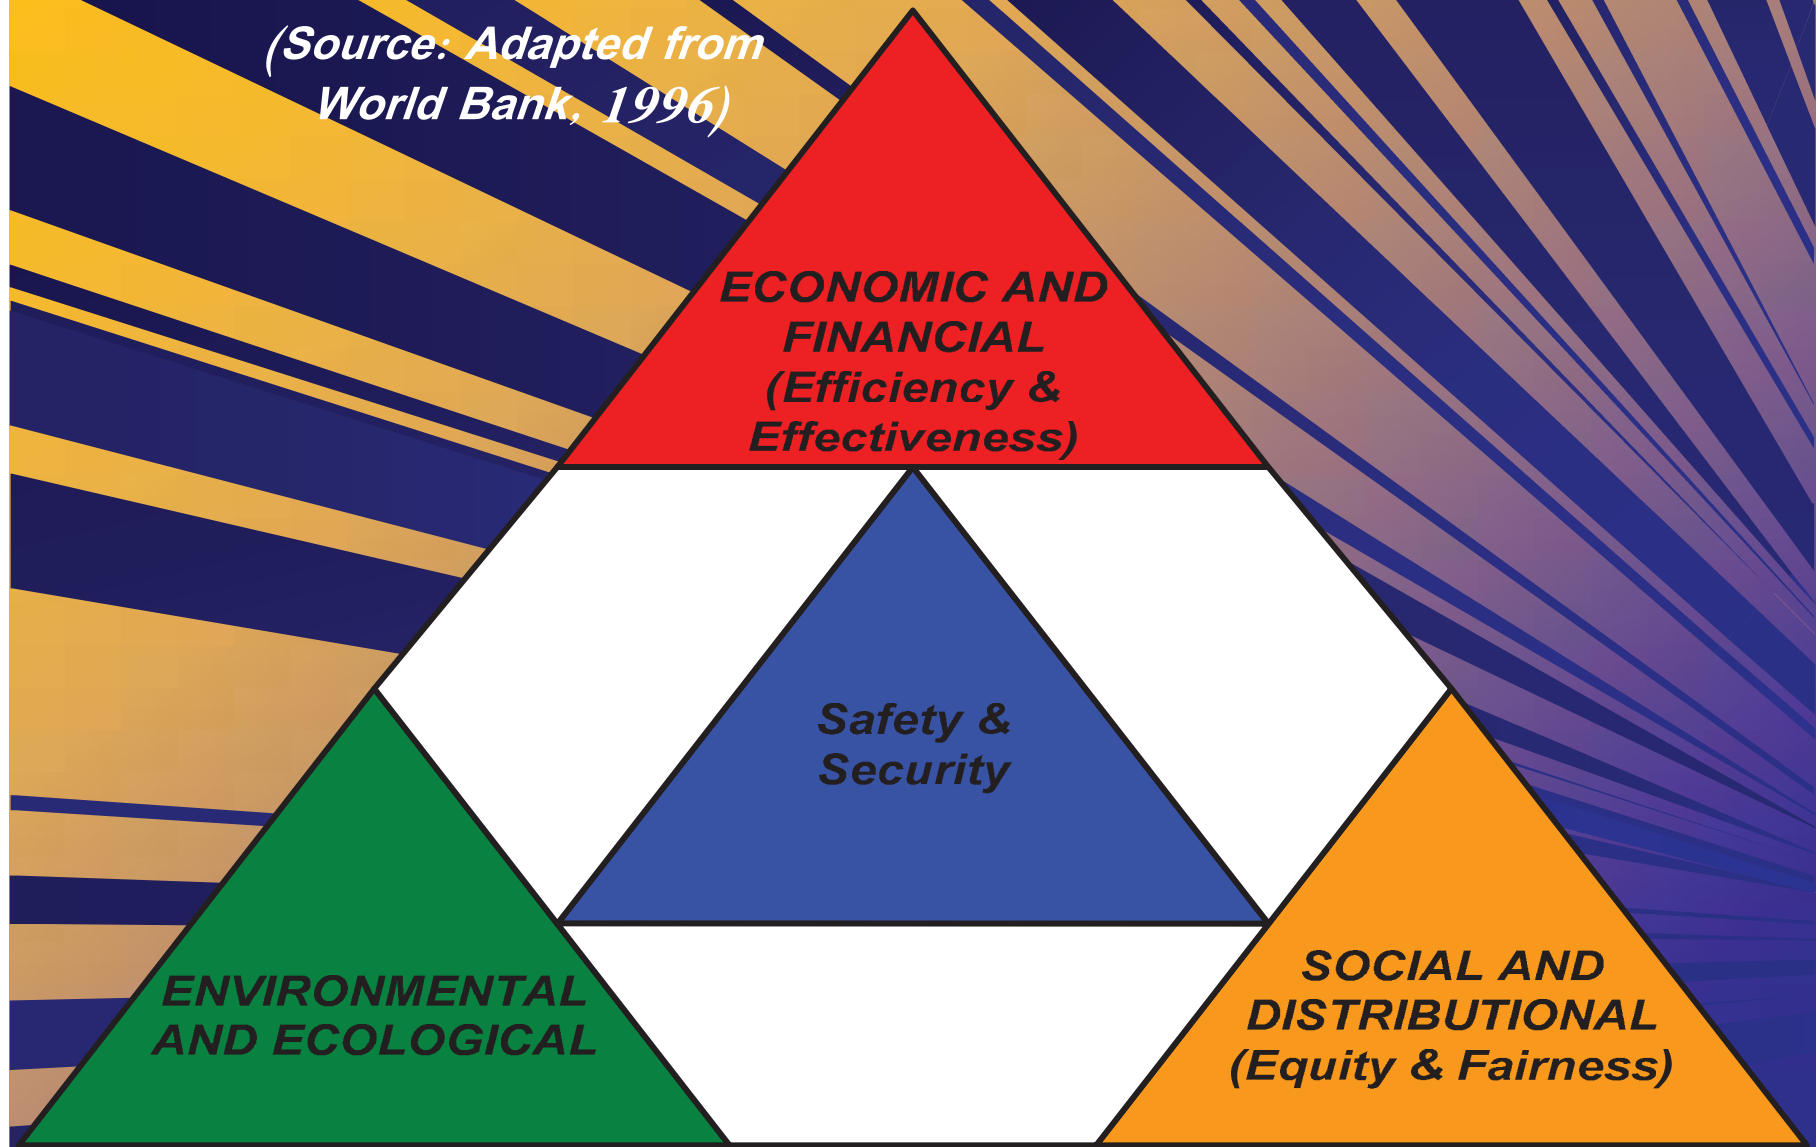 (Source: Adapted from
World Bank, 1996)
ECONOMIC AND
FINANCIAL
(Efficiency &
Effectiveness)
Safety &
Security
ENVIRONMENTAL
AND ECOLOGICAL
SOCIAL AND
DISTRIBUTIONAL
(Equity & Fairness)